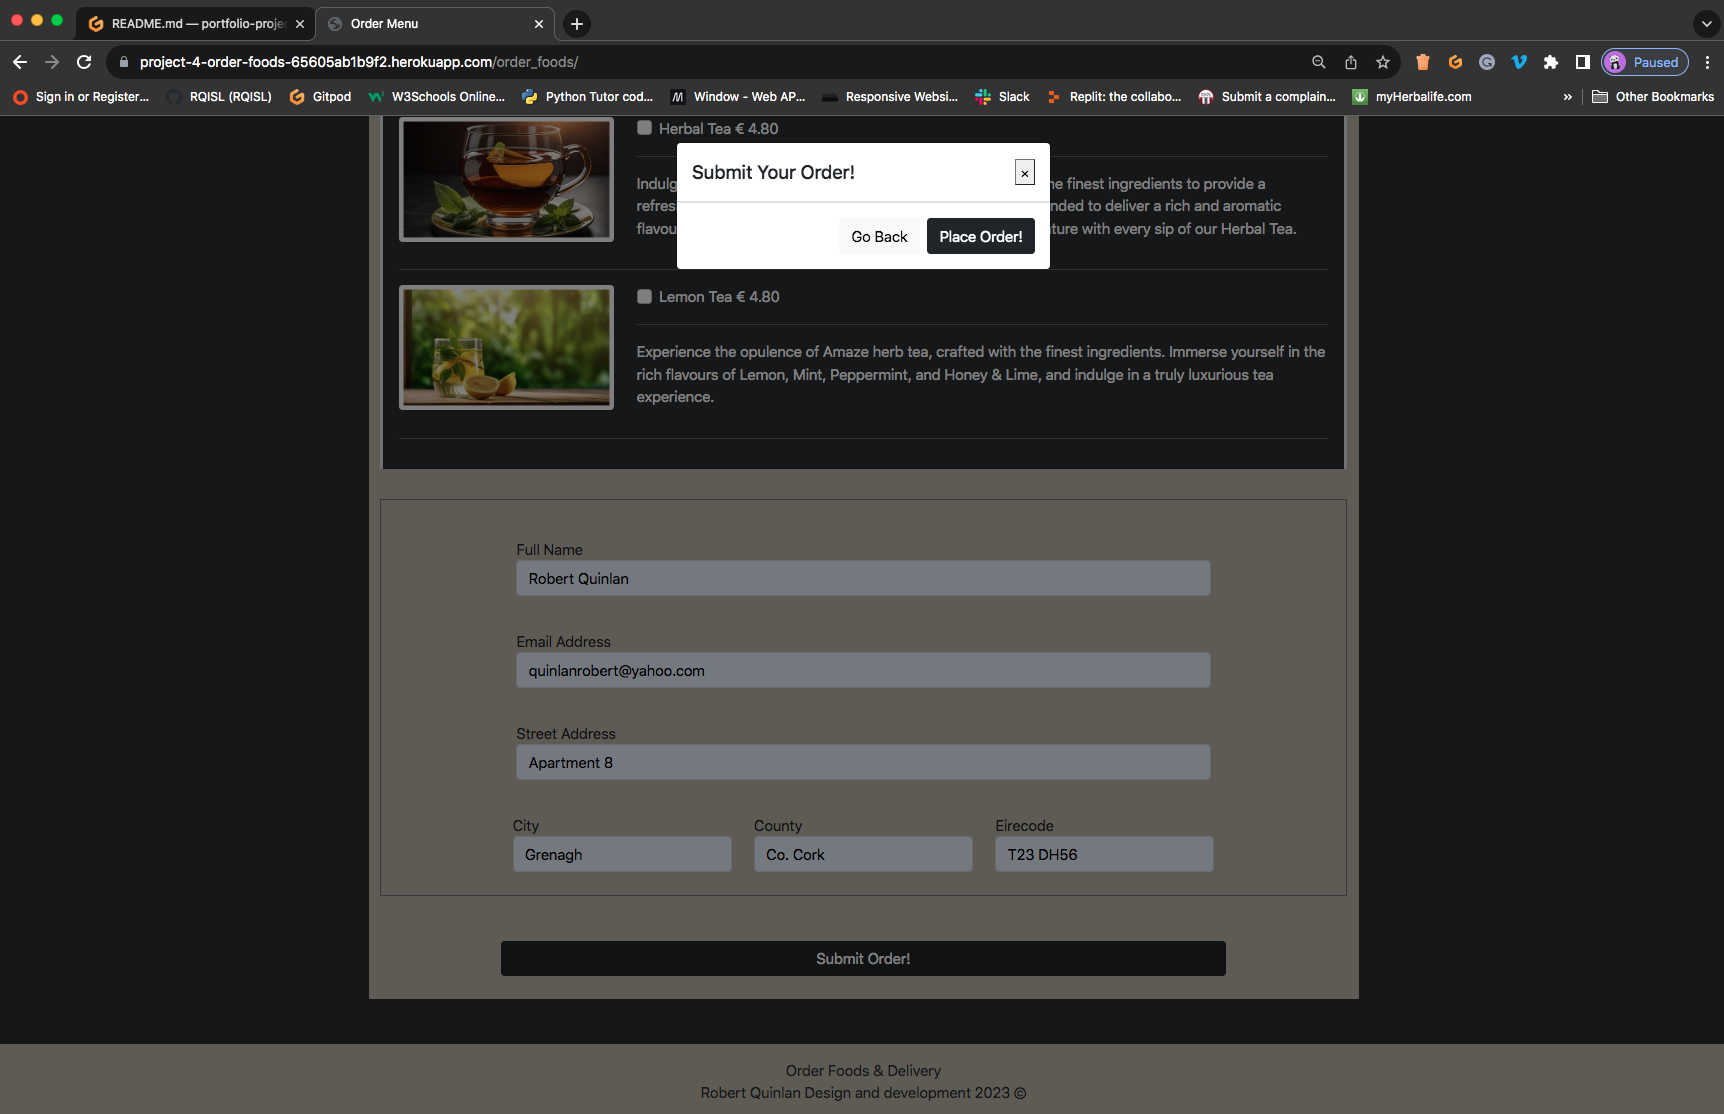 README.md — portfolio-proje
Order Menu
project-4-order-foods-65605ab1b9f2.herokuapp.com/order_foods/
Paused
Sign in or Register...
RQISL (RQISL)
Gitpod
W3Schools Online...
Python Tutor cod...
Window - Web AP...
Responsive Websi...
Slack
Replit: the collabo...
Submit a complain...
myHerbalife.com
»
Other Bookmarks
Herbal Tea € 4.80
Submit Your Order!
×
Indulg
he finest ingredients to provide a
refres
nded to deliver a rich and aromatic
flavou
ture with every sip of our Herbal Tea.
Go Back
Place Order!
Lemon Tea € 4.80
Experience the opulence of Amaze herb tea, crafted with the finest ingredients. Immerse yourself in the
rich flavours of Lemon, Mint, Peppermint, and Honey & Lime, and indulge in a truly luxurious tea
experience.
Full Name
Robert Quinlan
Email Address
quinlanrobert@yahoo.com
Street Address
Apartment 8
City
County
Eirecode
Grenagh
Co. Cork
T23 DH56
Submit Order!
Order Foods & Delivery
Robert Quinlan Design and development 2023 ©